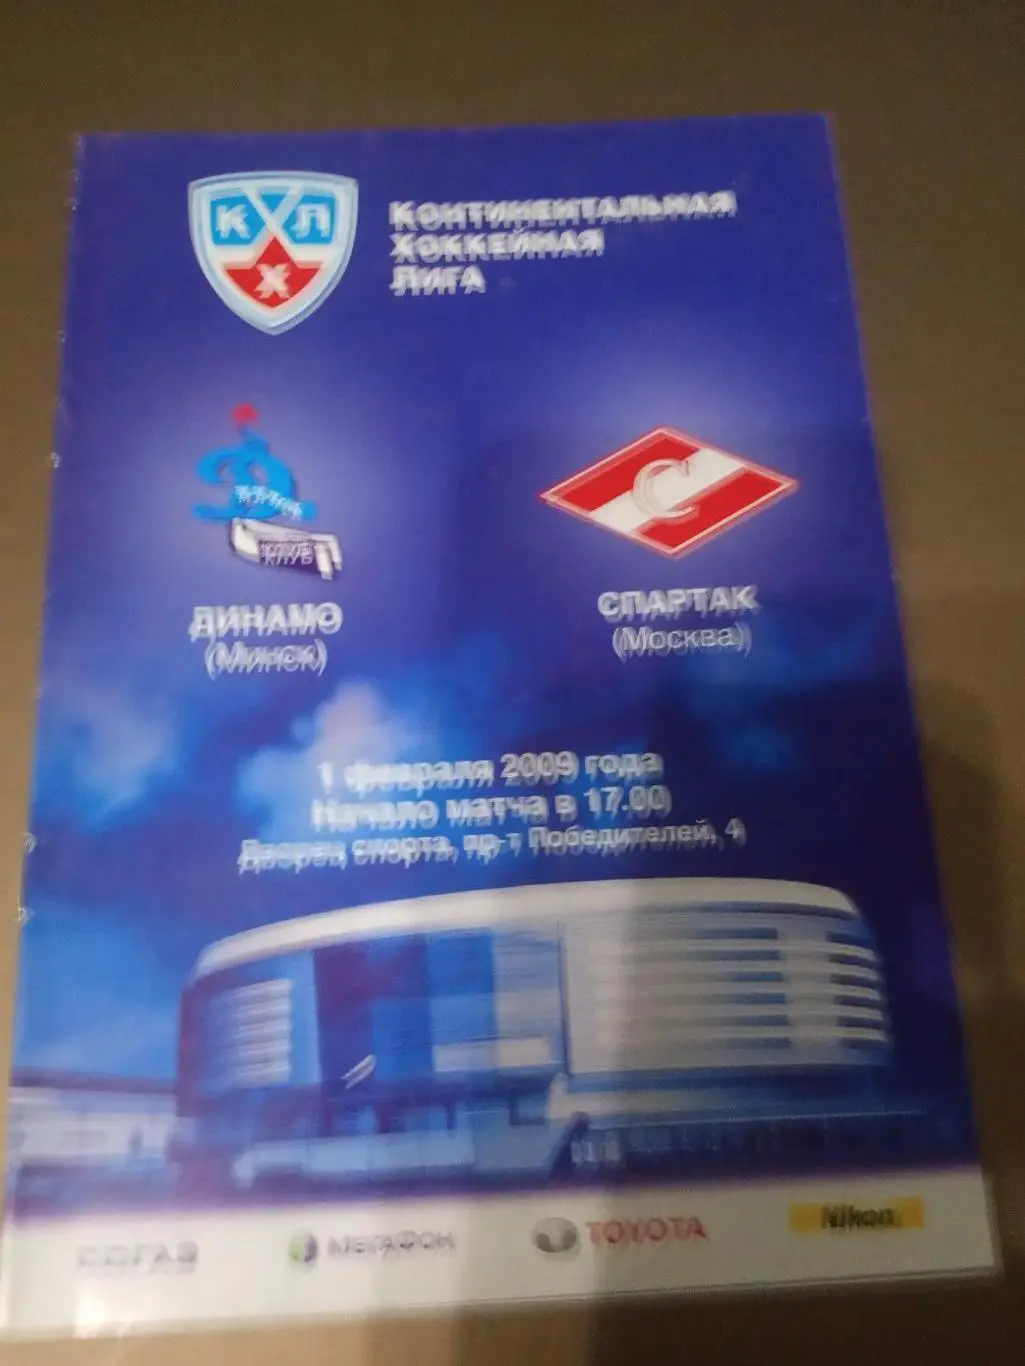 КХЛ
КОНТИНЕНТАЛЬНАЯ
ХОККЕЙНАЯ
ЛИГА
КЛУБ
С
ДИНАМО
(Минск)
СПАРТАК
(Москва)
1 февраля 2009 года
Начало матча в 17.00
Дворец спорта, пр-т Победителей, 4
СОГАЗ
МЕГАФОН
TOYOTA
Nikon